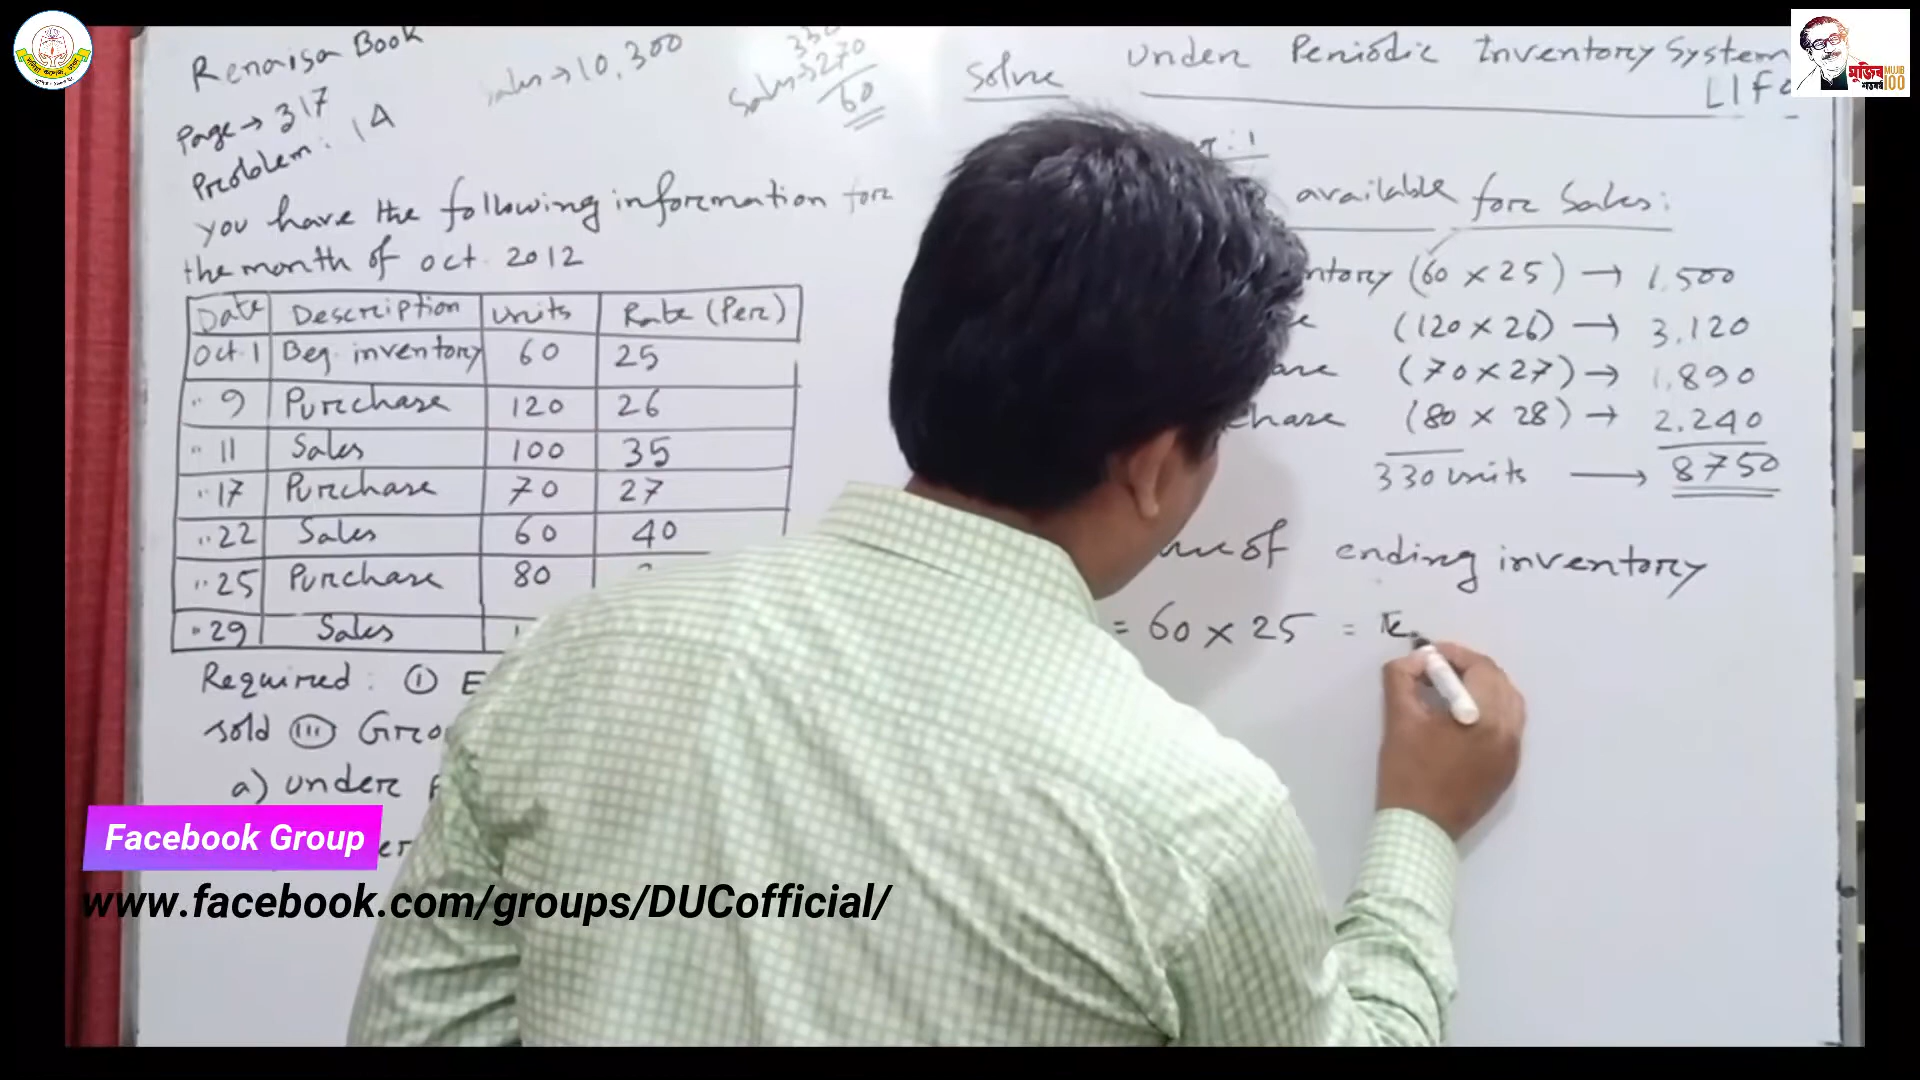 Renaisa Book
Page → 317
Problem: 1A
Sales → 10,300
330
Sales → 270
60
You have the following information for
the month of Oct. 2012
Date Description Units Rate (Per)
Oct. 1 Beg. inventory 60 25
" 9 Purchase 120 26
" 11 Sales 100 35
" 17 Purchase 70 27
" 22 Sales 60 40
" 25 Purchase 80
" 29 Sales
Required: (i) E
sold (iii) Gro
a) under
Solve Under Periodic Inventory System
LIF
: 1
available for Sales:
ntory (60 x 25) → 1,500
(120 x 26) → 3,120
(70 x 27) → 1,890
chase (80 x 28) → 2,240
330 units → 8750
of ending inventory
= 60 x 25 =
Facebook Group
www.facebook.com/groups/DUCofficial/
মুজিব MUJIB
শতবর্ষ 100